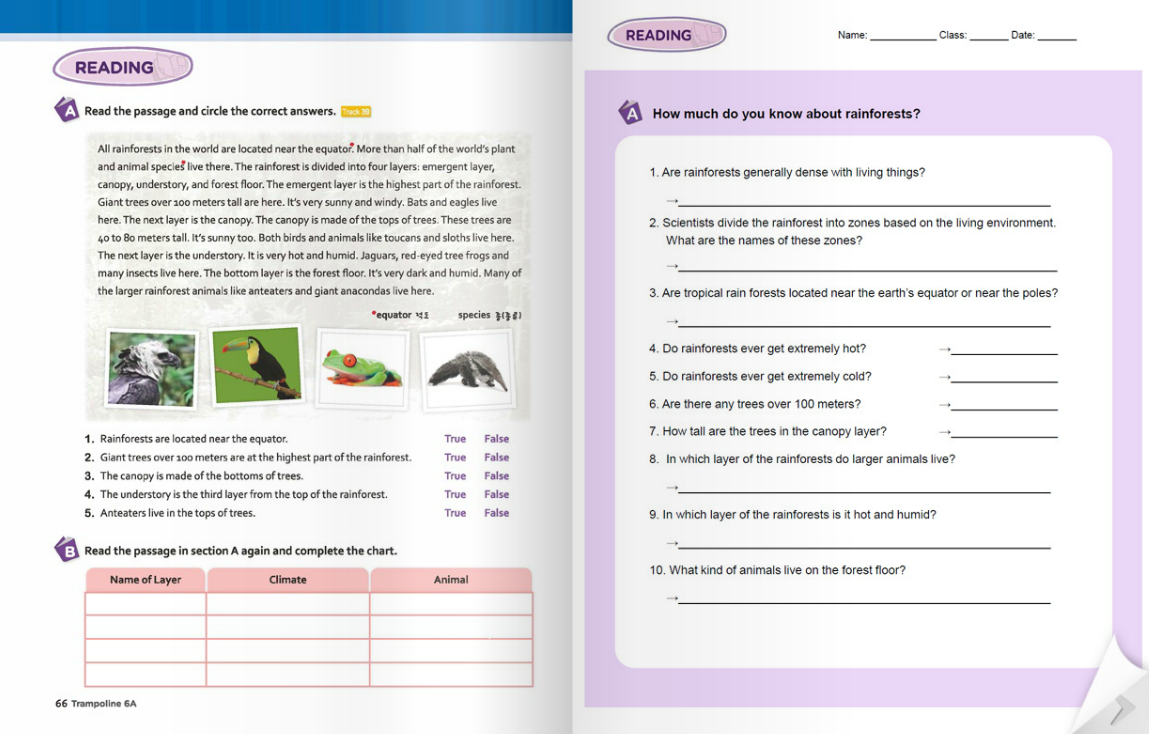 READING
A Read the passage and circle the correct answers. Track 39
All rainforests in the world are located near the equator. More than half of the world's plant
and animal species live there. The rainforest is divided into four layers: emergent layer,
canopy, understory, and forest floor. The emergent layer is the highest part of the rainforest.
Giant trees over 100 meters tall are here. It's very sunny and windy. Bats and eagles live
here. The next layer is the canopy. The canopy is made of the tops of trees. These trees are
40 to 80 meters tall. It's sunny too. Both birds and animals like toucans and sloths live here.
The next layer is the understory. It is very hot and humid. Jaguars, red-eyed tree frogs and
many insects live here. The bottom layer is the forest floor. It's very dark and humid. Many of
the larger rainforest animals like anteaters and giant anacondas live here.
*equator 적도 species 종(종류)
1. Rainforests are located near the equator. True False
2. Giant trees over 100 meters are at the highest part of the rainforest. True False
3. The canopy is made of the bottoms of trees. True False
4. The understory is the third layer from the top of the rainforest. True False
5. Anteaters live in the tops of trees. True False
B Read the passage in section A again and complete the chart.
Name of Layer Climate Animal
66 Trampoline 6A
READING
Name: ____________ Class: _______ Date: _______
A How much do you know about rainforests?
1. Are rainforests generally dense with living things?
→
2. Scientists divide the rainforest into zones based on the living environment.
What are the names of these zones?
→
3. Are tropical rain forests located near the earth's equator or near the poles?
→
4. Do rainforests ever get extremely hot? →
5. Do rainforests ever get extremely cold? →
6. Are there any trees over 100 meters? →
7. How tall are the trees in the canopy layer? →
8. In which layer of the rainforests do larger animals live?
→
9. In which layer of the rainforests is it hot and humid?
→
10. What kind of animals live on the forest floor?
→